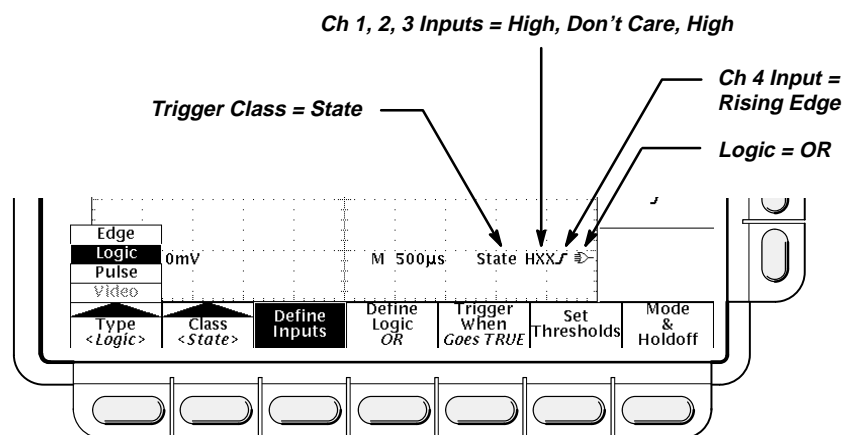 Ch 1, 2, 3 Inputs = High, Don't Care, High
Ch 4 Input =
Rising Edge
Trigger Class = State
Logic = OR
Edge
Logic
Pulse
Video
0mV
M 500µs
State HXX
Type
<Logic>
Class
<State>
Define
Inputs
Define
Logic
OR
Trigger
When
Goes TRUE
Set
Thresholds
Mode
&
Holdoff